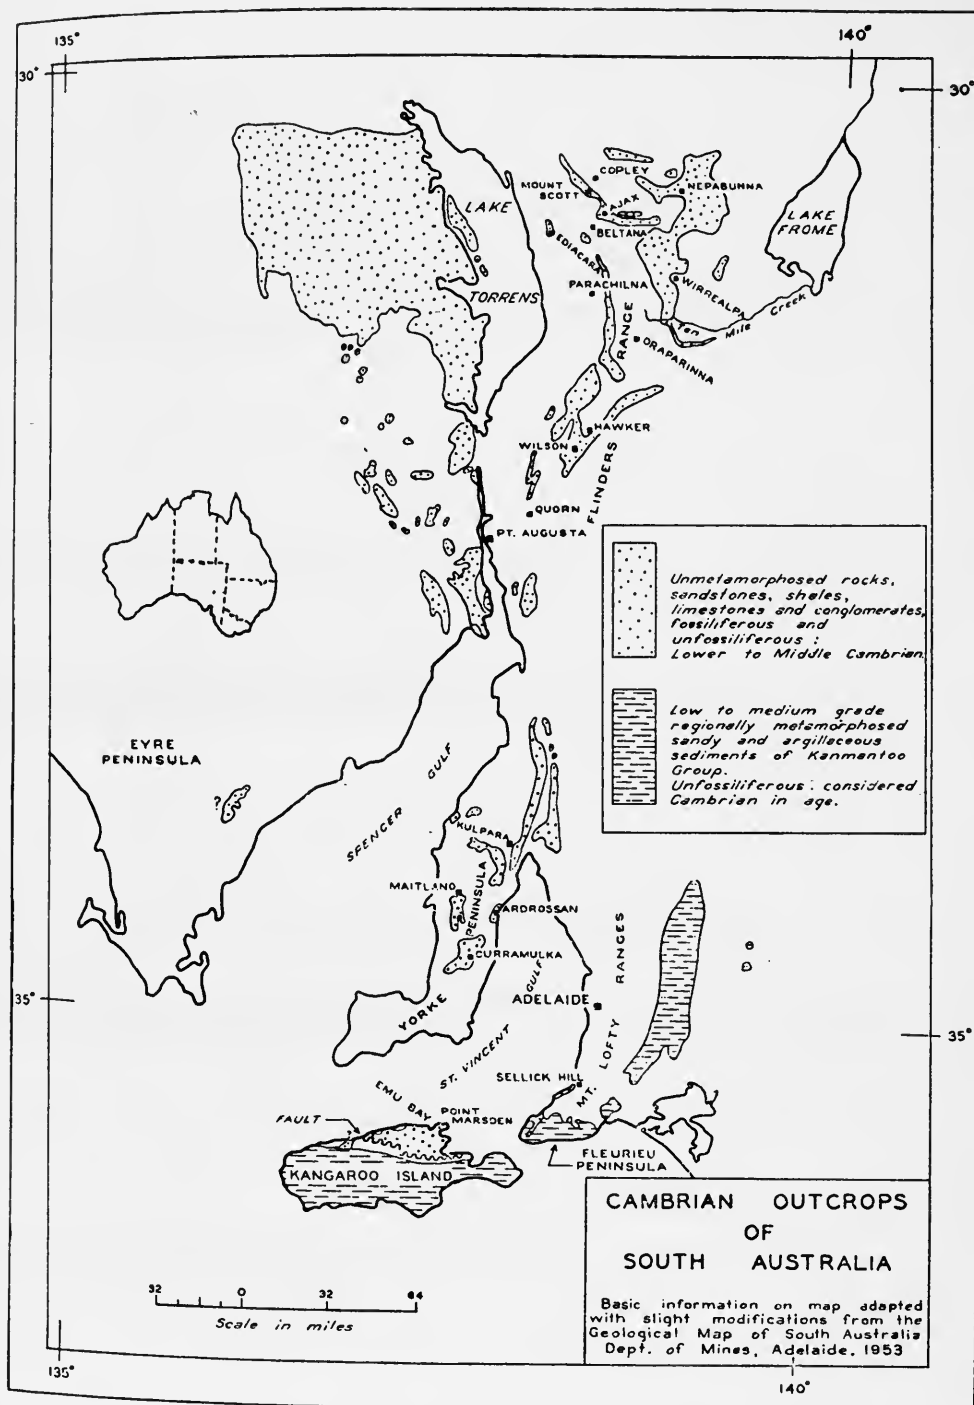 135°
140°
30°
30°
COPLEY
MOUNT
SCOTT
NEPABUNNA
AJAX
LAKE
BELTANA
LAKE
FROME
EDIACARA
PARACHILNA
WIRREALPA
TORRENS
Ten Mile Creek
RANGE
ORAPARINNA
HAWKER
WILSON
FLINDERS
QUORN
PT. AUGUSTA
Unmetamorphosed rocks,
sandstones, shales,
limestones and conglomerates,
fossiliferous and
unfossiliferous :
Lower to Middle Cambrian
Low to medium grade
regionally metamorphosed
sandy and argillaceous
sediments of Kanmantoo
Group.
Unfossiliferous : considered
Cambrian in age.
EYRE
PENINSULA
?
SPENCER GULF
KULPARA
MAITLAND
PENINSULA
ARDROSSAN
CURRAMULKA
YORKE
ST. VINCENT GULF
ADELAIDE
MT. LOFTY RANGES
35°
35°
SELLICK HILL
EMU BAY
POINT
MARSDEN
FAULT
?
FLEURIEU
PENINSULA
KANGAROO ISLAND
CAMBRIAN OUTCROPS
OF
SOUTH AUSTRALIA
Basic information on map adapted
with slight modifications from the
Geological Map of South Australia
Dept. of Mines, Adelaide, 1953
32 0 32 64
Scale in miles
135°
140°